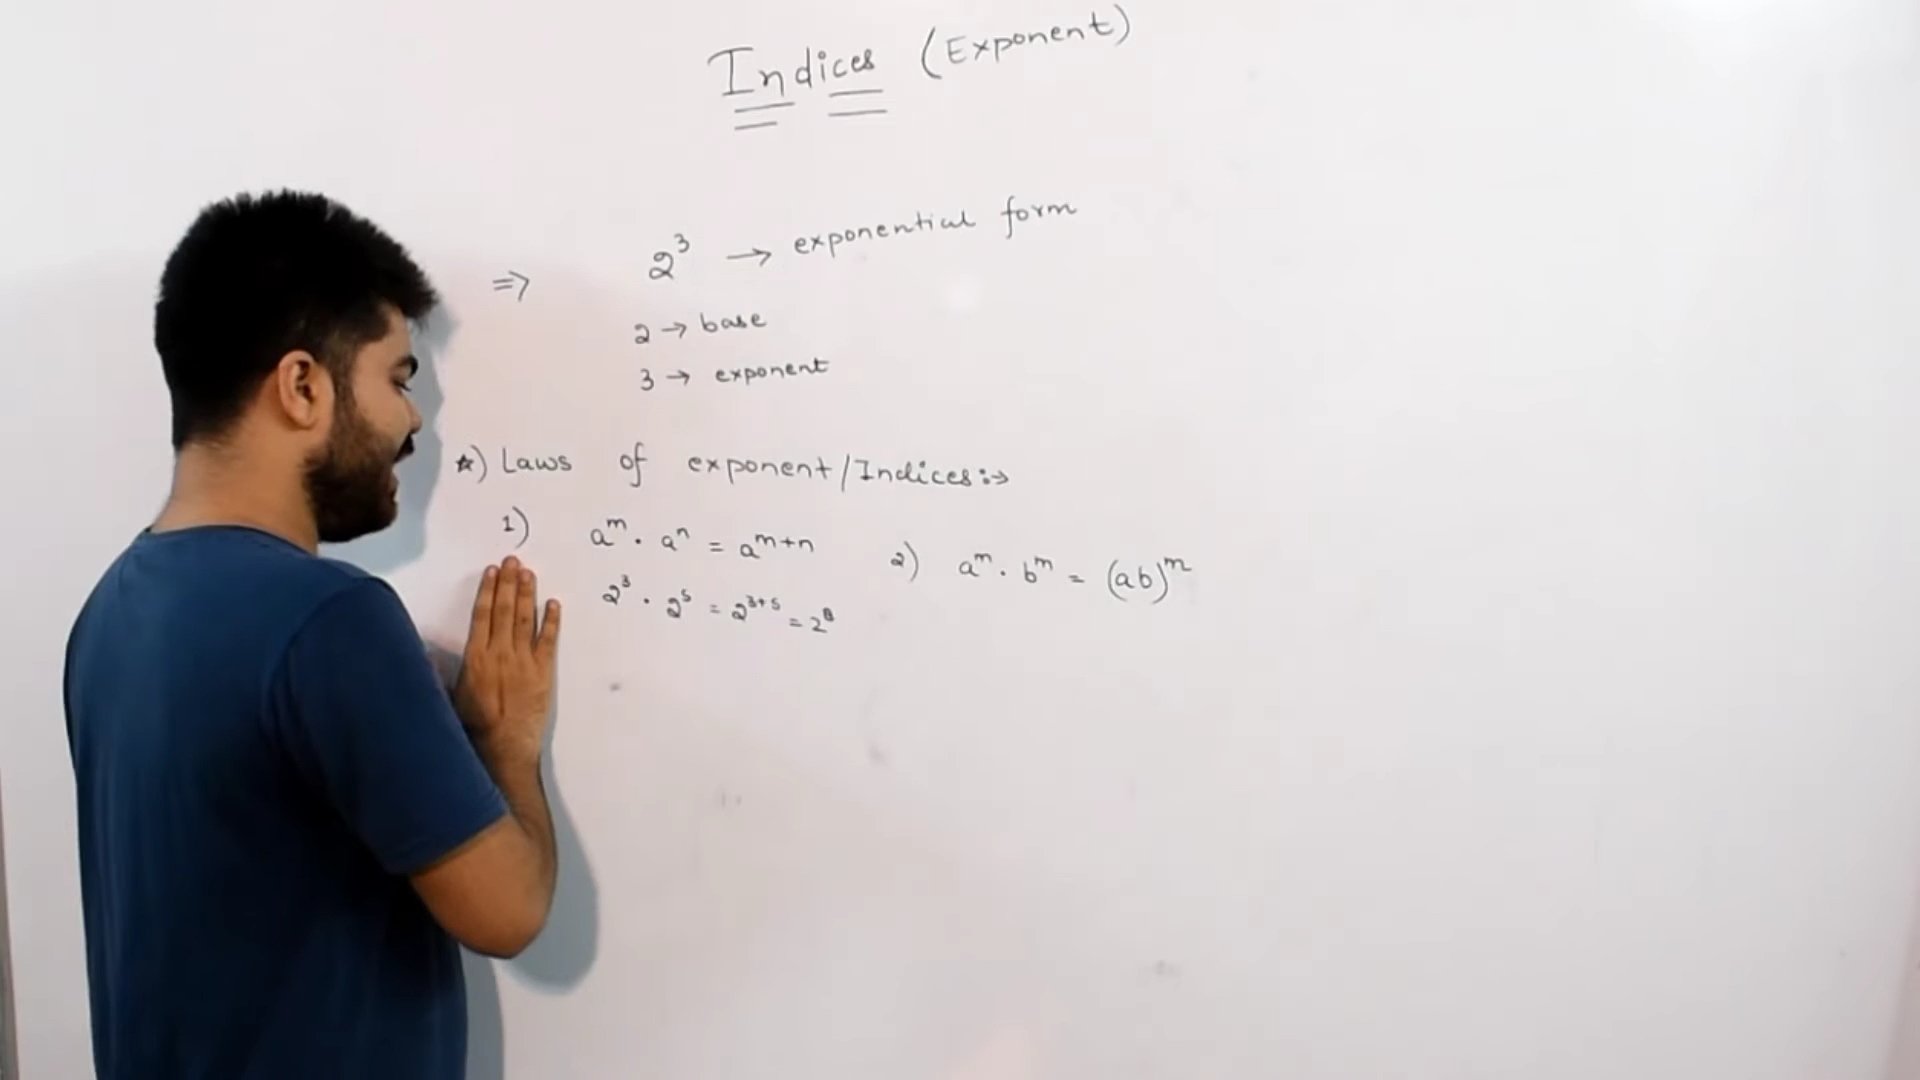 Indices (Exponent)
⇒ 2³ → exponential form
2 → base
3 → exponent
*) Laws of exponent/Indices:→
1) aᵐ · aⁿ = aᵐ⁺ⁿ
2³ · 2⁵ = 2³⁺⁵ = 2⁸
2) aᵐ · bᵐ = (ab)ᵐ